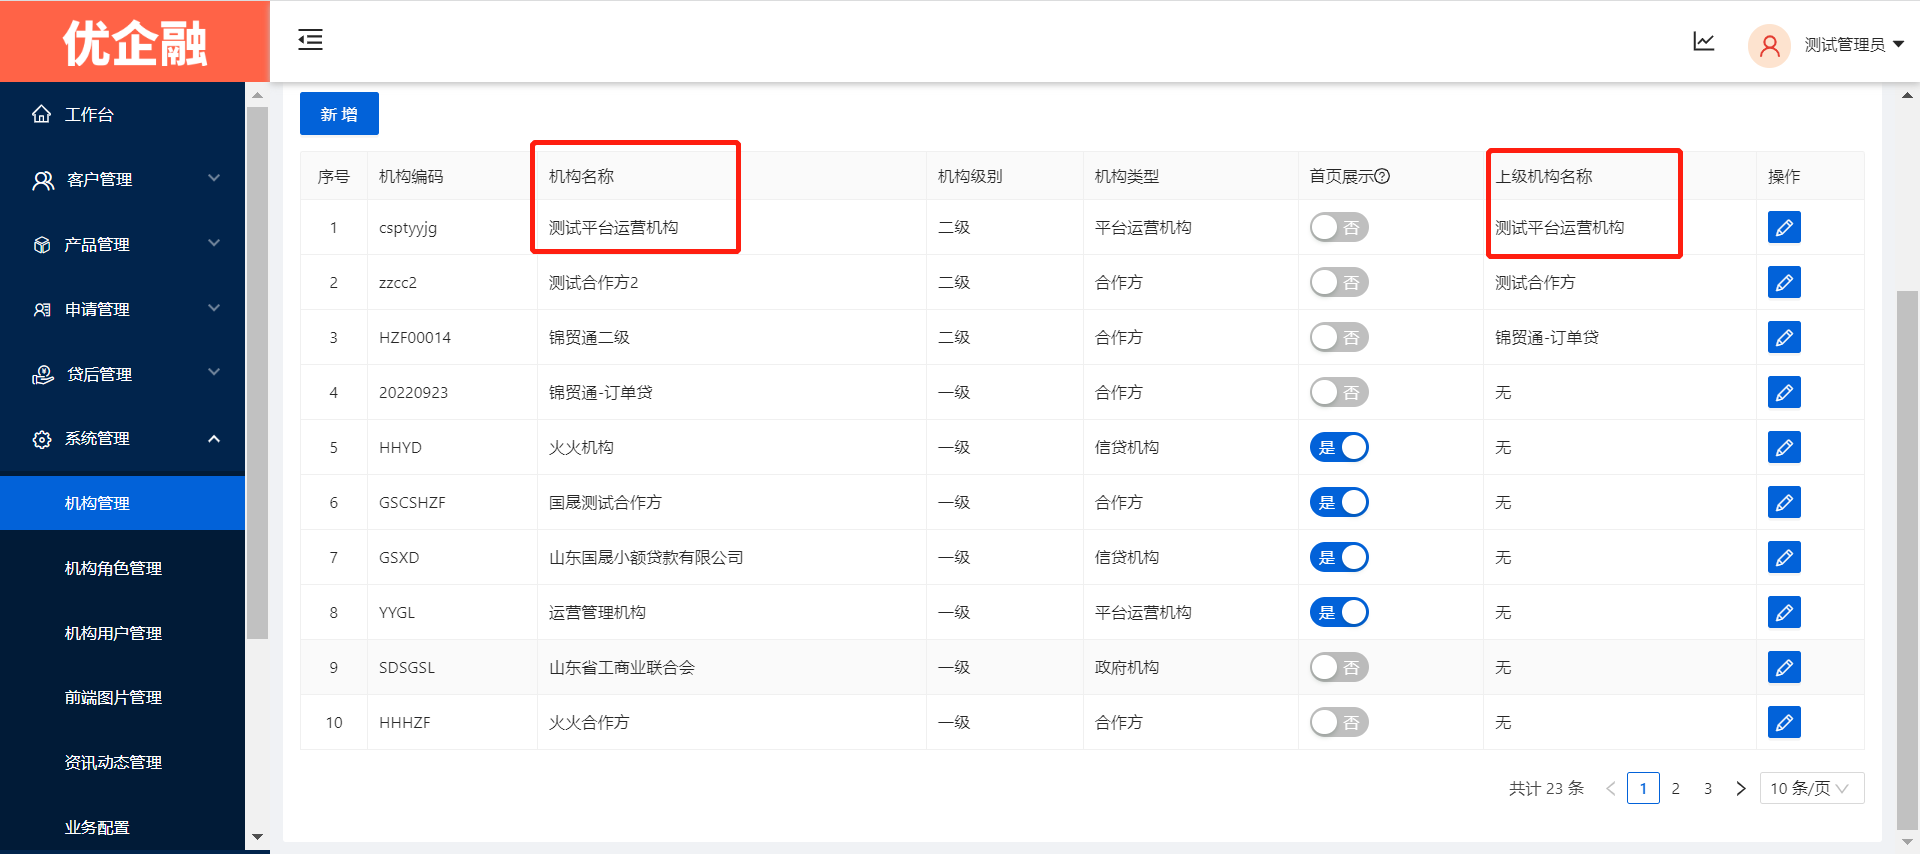 优企融
测试管理员
工作台
客户管理
产品管理
申请管理
贷后管理
系统管理
机构管理
机构角色管理
机构用户管理
前端图片管理
资讯动态管理
业务配置
新 增
序号 机构编码 机构名称 机构级别 机构类型 首页展示 上级机构名称 操作
1 csptyyjg 测试平台运营机构 二级 平台运营机构 否 测试平台运营机构
2 zzcc2 测试合作方2 二级 合作方 否 测试合作方
3 HZF00014 锦贸通二级 二级 合作方 否 锦贸通-订单贷
4 20220923 锦贸通-订单贷 一级 合作方 否 无
5 HHYD 火火机构 一级 信贷机构 是 无
6 GSCSHZF 国晟测试合作方 一级 合作方 是 无
7 GSXD 山东国晟小额贷款有限公司 一级 信贷机构 是 无
8 YYGL 运营管理机构 一级 平台运营机构 是 无
9 SDSGSL 山东省工商业联合会 一级 政府机构 否 无
10 HHHZF 火火合作方 一级 合作方 否 无
共计 23 条 1 2 3 10 条/页